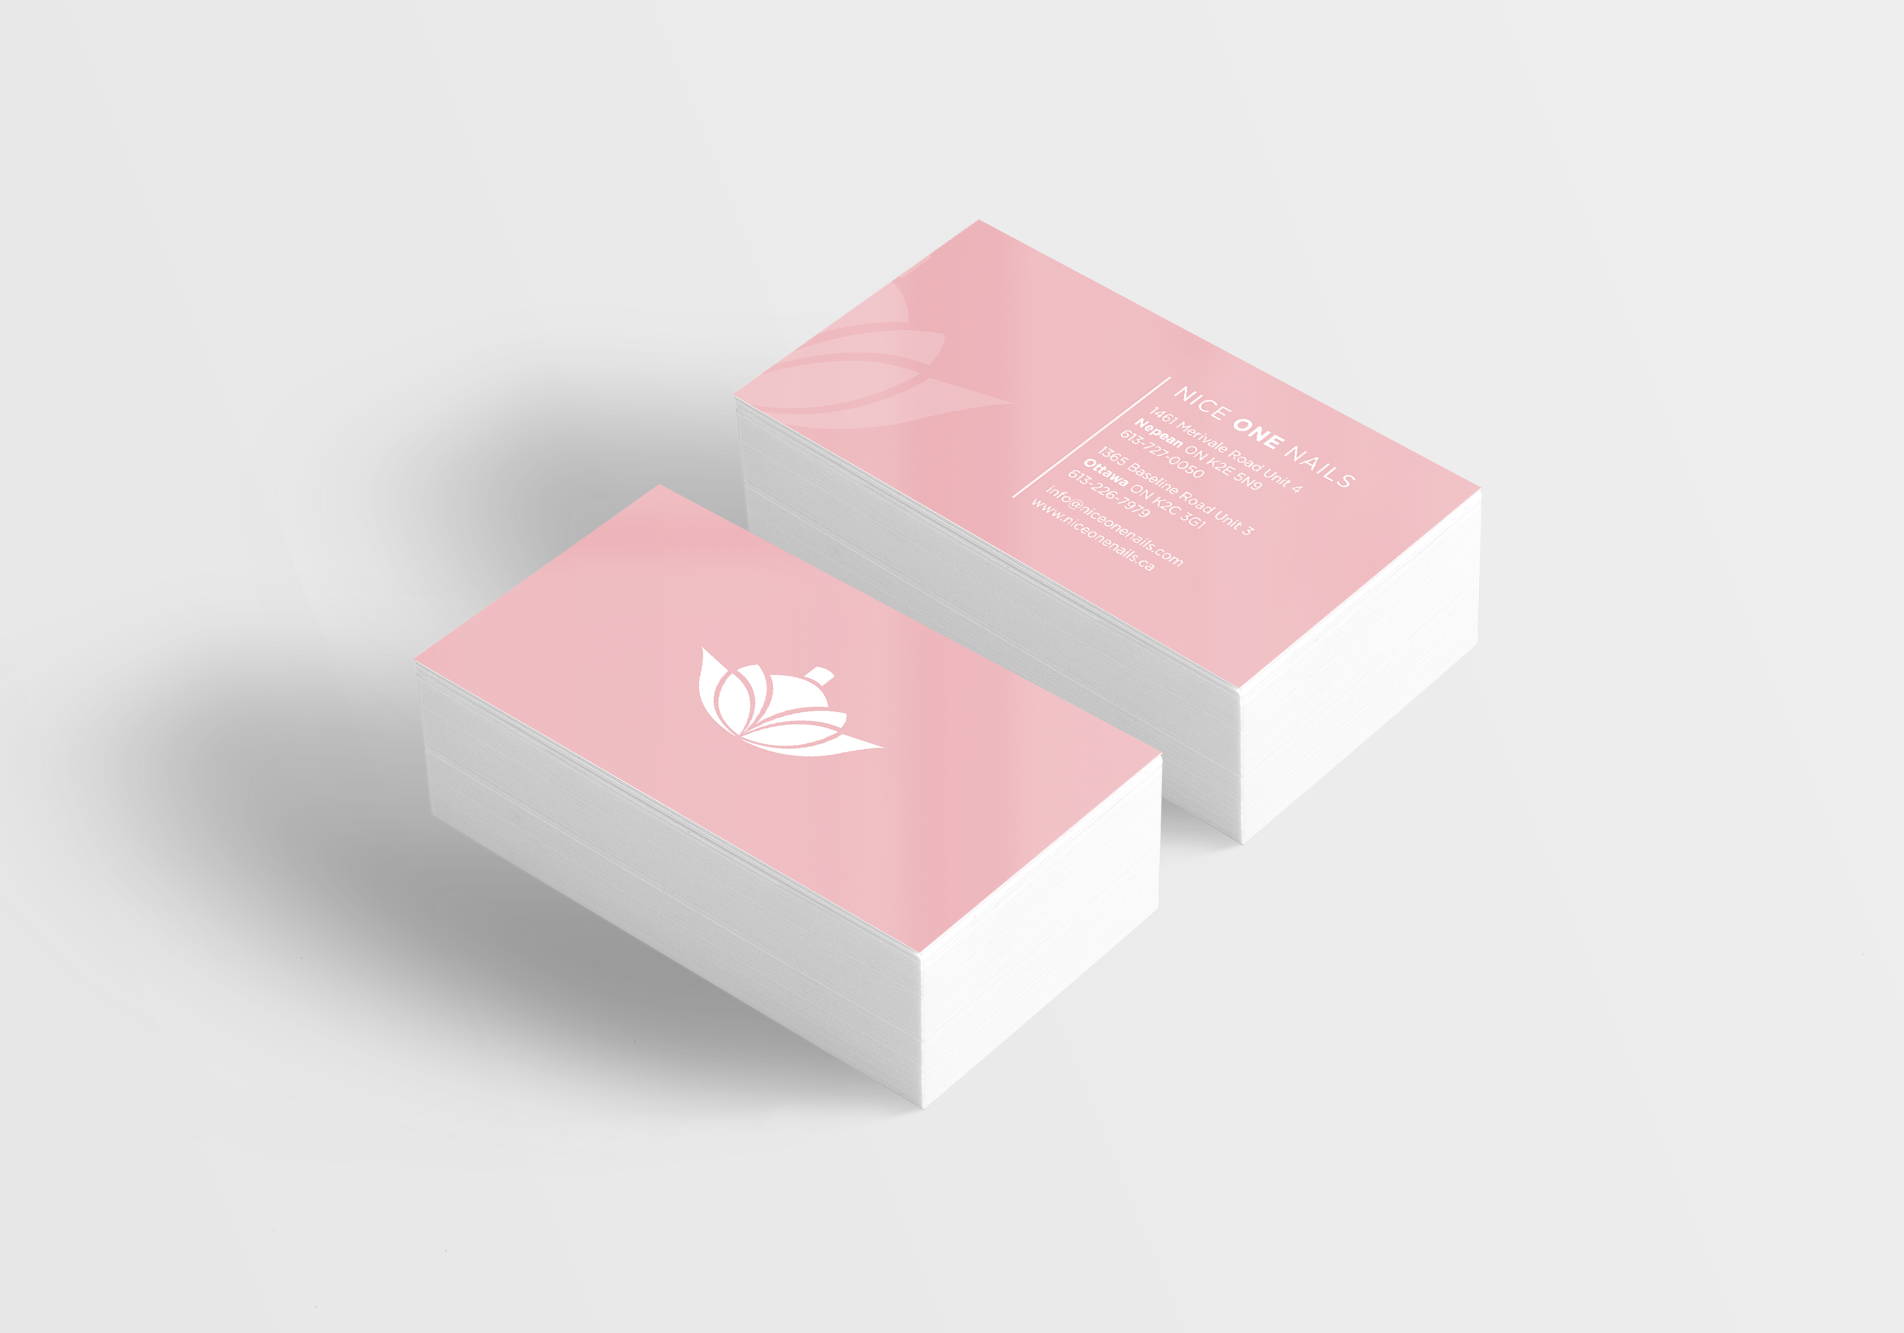 NICE ONE NAILS
1461 Merivale Road Unit 4
Nepean ON K2E 5N9
613-727-0050
1365 Baseline Road Unit 3
Ottawa ON K2C 3G1
613-226-7979
info@niceonenails.com
www.niceonenails.ca